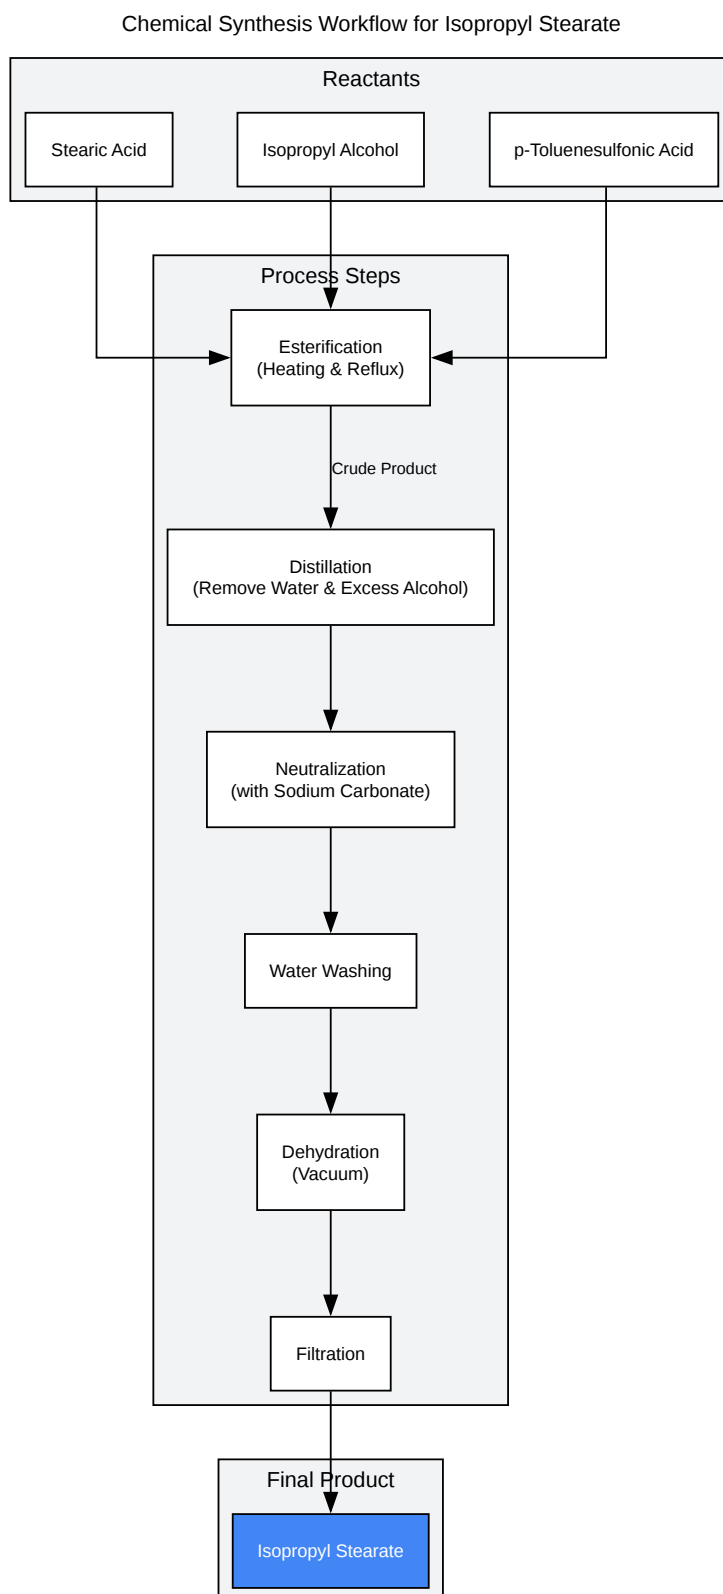 Chemical Synthesis Workflow for Isopropyl Stearate
Reactants
Stearic Acid
Isopropyl Alcohol
p-Toluenesulfonic Acid
Process Steps
Esterification
(Heating & Reflux)
Crude Product
Distillation
(Remove Water & Excess Alcohol)
Neutralization
(with Sodium Carbonate)
Water Washing
Dehydration
(Vacuum)
Filtration
Final Product
Isopropyl Stearate